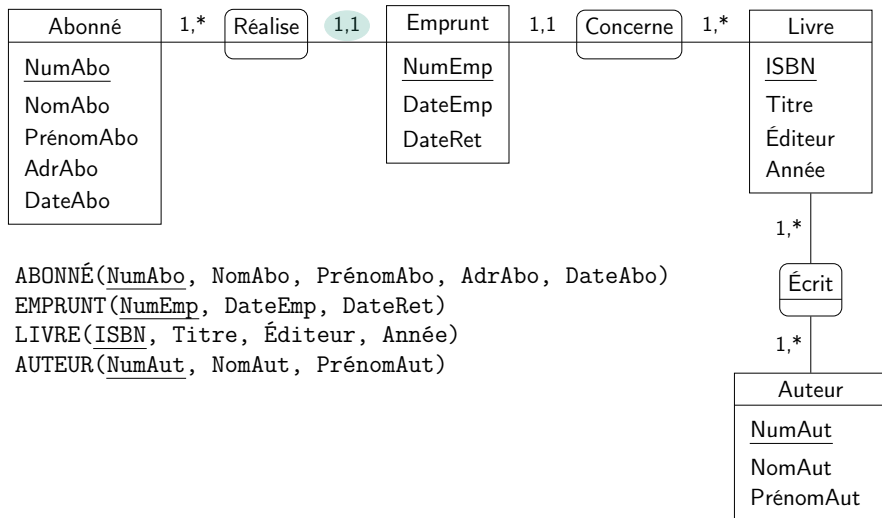 Abonné 1,* Réalise 1,1 Emprunt 1,1 Concerne 1,* Livre
NumAbo
NomAbo
PrénomAbo
AdrAbo
DateAbo
NumEmp
DateEmp
DateRet
ISBN
Titre
Éditeur
Année
1,*
Écrit
1,*
Auteur
NumAut
NomAut
PrénomAut
ABONNÉ(NumAbo, NomAbo, PrénomAbo, AdrAbo, DateAbo)
EMPRUNT(NumEmp, DateEmp, DateRet)
LIVRE(ISBN, Titre, Éditeur, Année)
AUTEUR(NumAut, NomAut, PrénomAut)